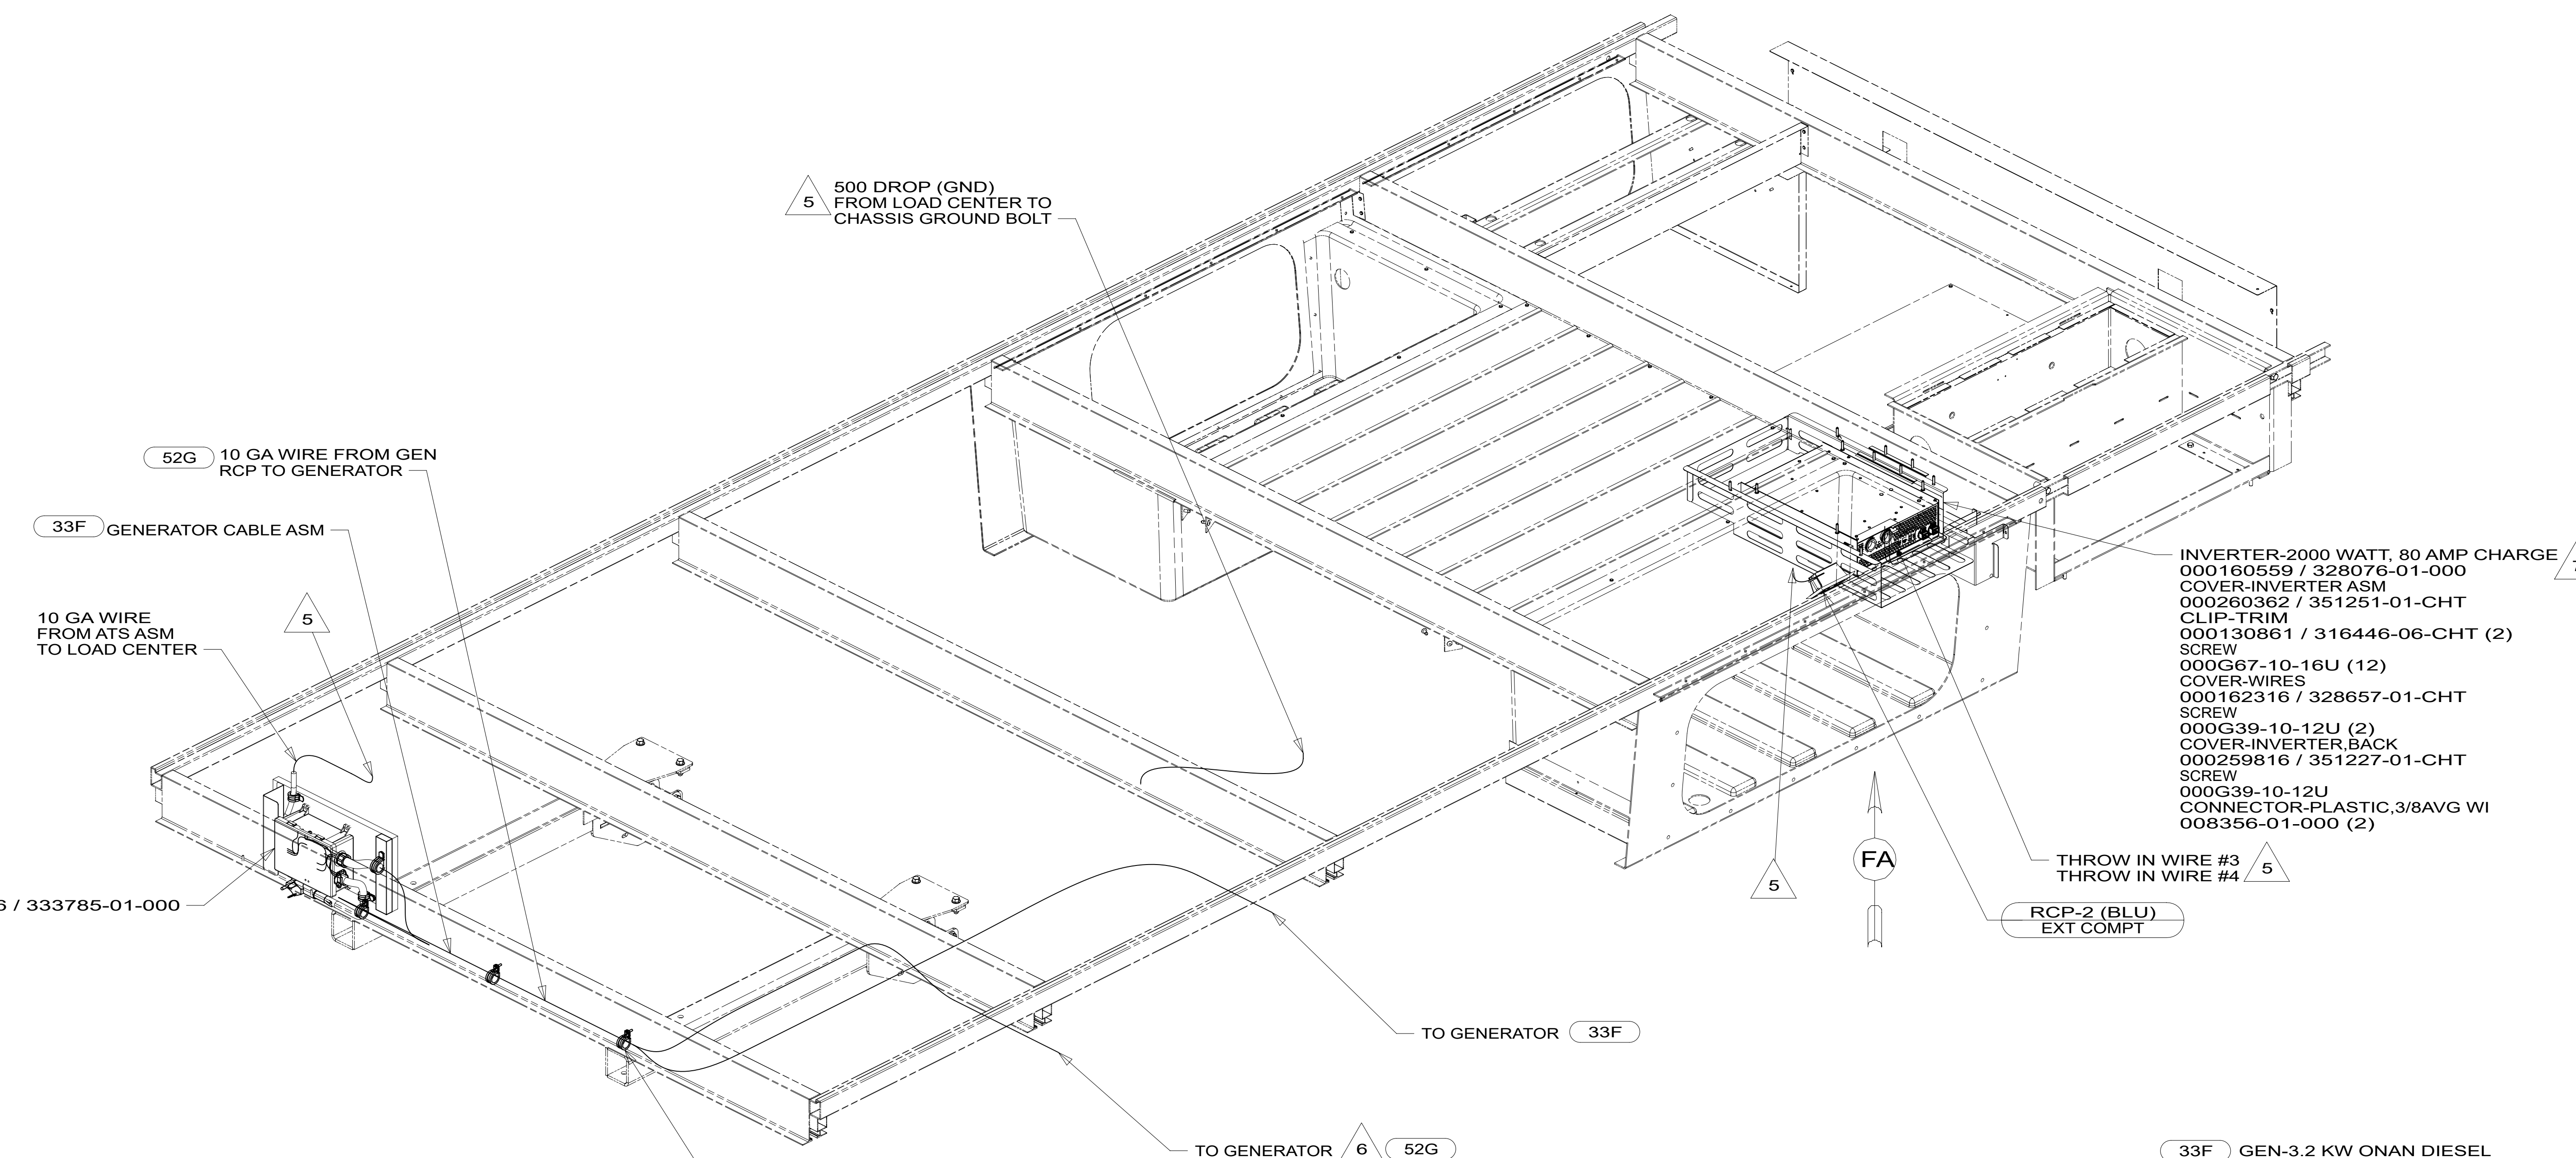 5
500 DROP (GND)
FROM LOAD CENTER TO
CHASSIS GROUND BOLT
52G
10 GA WIRE FROM GEN
RCP TO GENERATOR
33F
GENERATOR CABLE ASM
10 GA WIRE
FROM ATS ASM
TO LOAD CENTER
5
6 / 333785-01-000
INVERTER-2000 WATT, 80 AMP CHARGE
000160559 / 328076-01-000
COVER-INVERTER ASM
000260362 / 351251-01-CHT
CLIP-TRIM
000130861 / 316446-06-CHT (2)
SCREW
000G67-10-16U (12)
COVER-WIRES
000162316 / 328657-01-CHT
SCREW
000G39-10-12U (2)
COVER-INVERTER,BACK
000259816 / 351227-01-CHT
SCREW
000G39-10-12U
CONNECTOR-PLASTIC,3/8AVG WI
008356-01-000 (2)
THROW IN WIRE #3
THROW IN WIRE #4
5
5
FA
RCP-2 (BLU)
EXT COMPT
TO GENERATOR
33F
TO GENERATOR
6
52G
33F
GEN-3.2 KW ONAN DIESEL